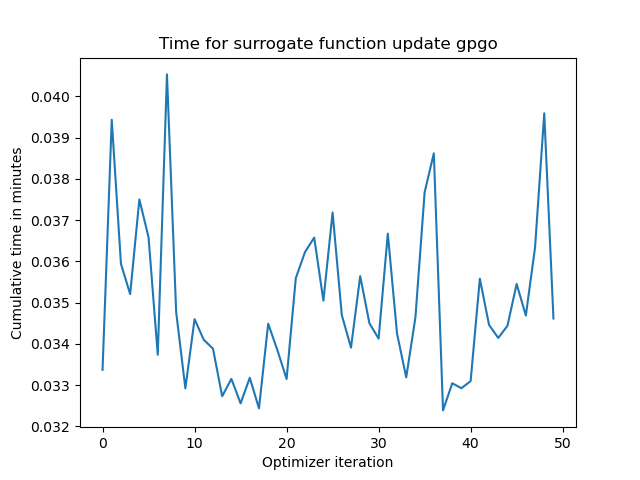 Time for surrogate function update gpgo
Cumulative time in minutes
0.040
0.039
0.038
0.037
0.036
0.035
0.034
0.033
0.032
0 10 20 30 40 50
Optimizer iteration